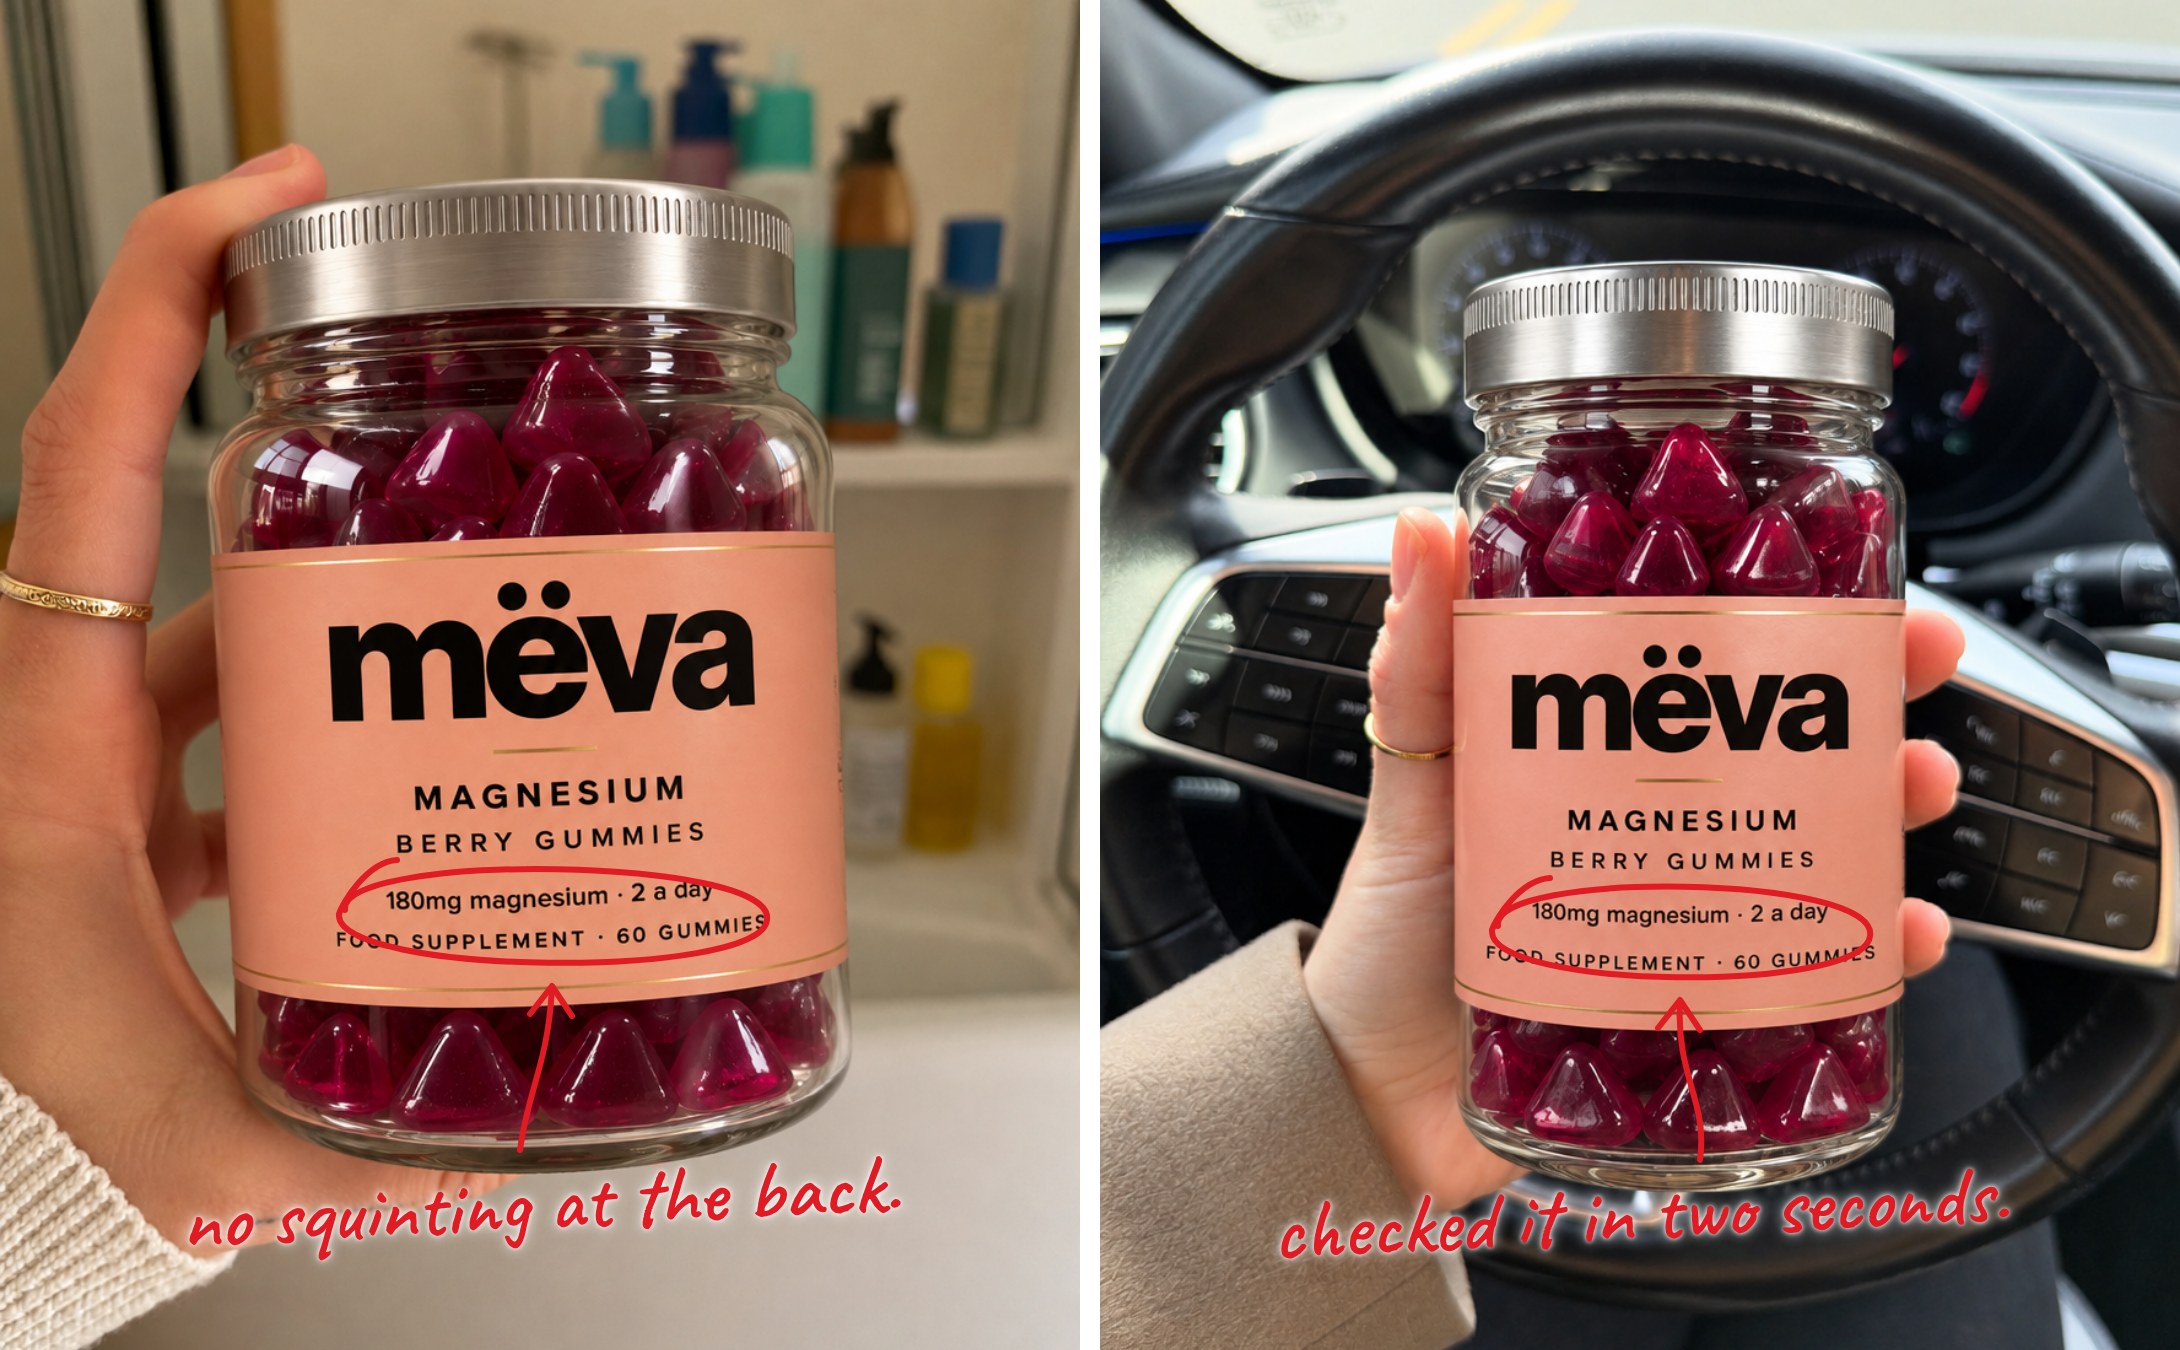 mëva
MAGNESIUM
BERRY GUMMIES
180mg magnesium · 2 a day
FOOD SUPPLEMENT · 60 GUMMIES
no squinting at the back.
mëva
MAGNESIUM
BERRY GUMMIES
180mg magnesium · 2 a day
FOOD SUPPLEMENT · 60 GUMMIES
checked it in two seconds.